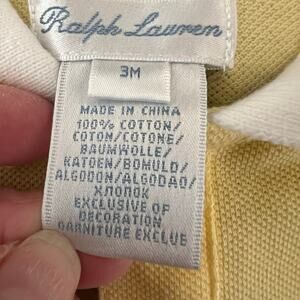 Ralph Lauren
3M
MADE IN CHINA
100% COTTON/
COTON/COTONE/
BAUMWOLLE/
KATOEN/BOMULD/
ALGODON/ALGODAO/
ХЛОПОК
EXCLUSIVE OF
DECORATION
GARNITURE EXCLUE